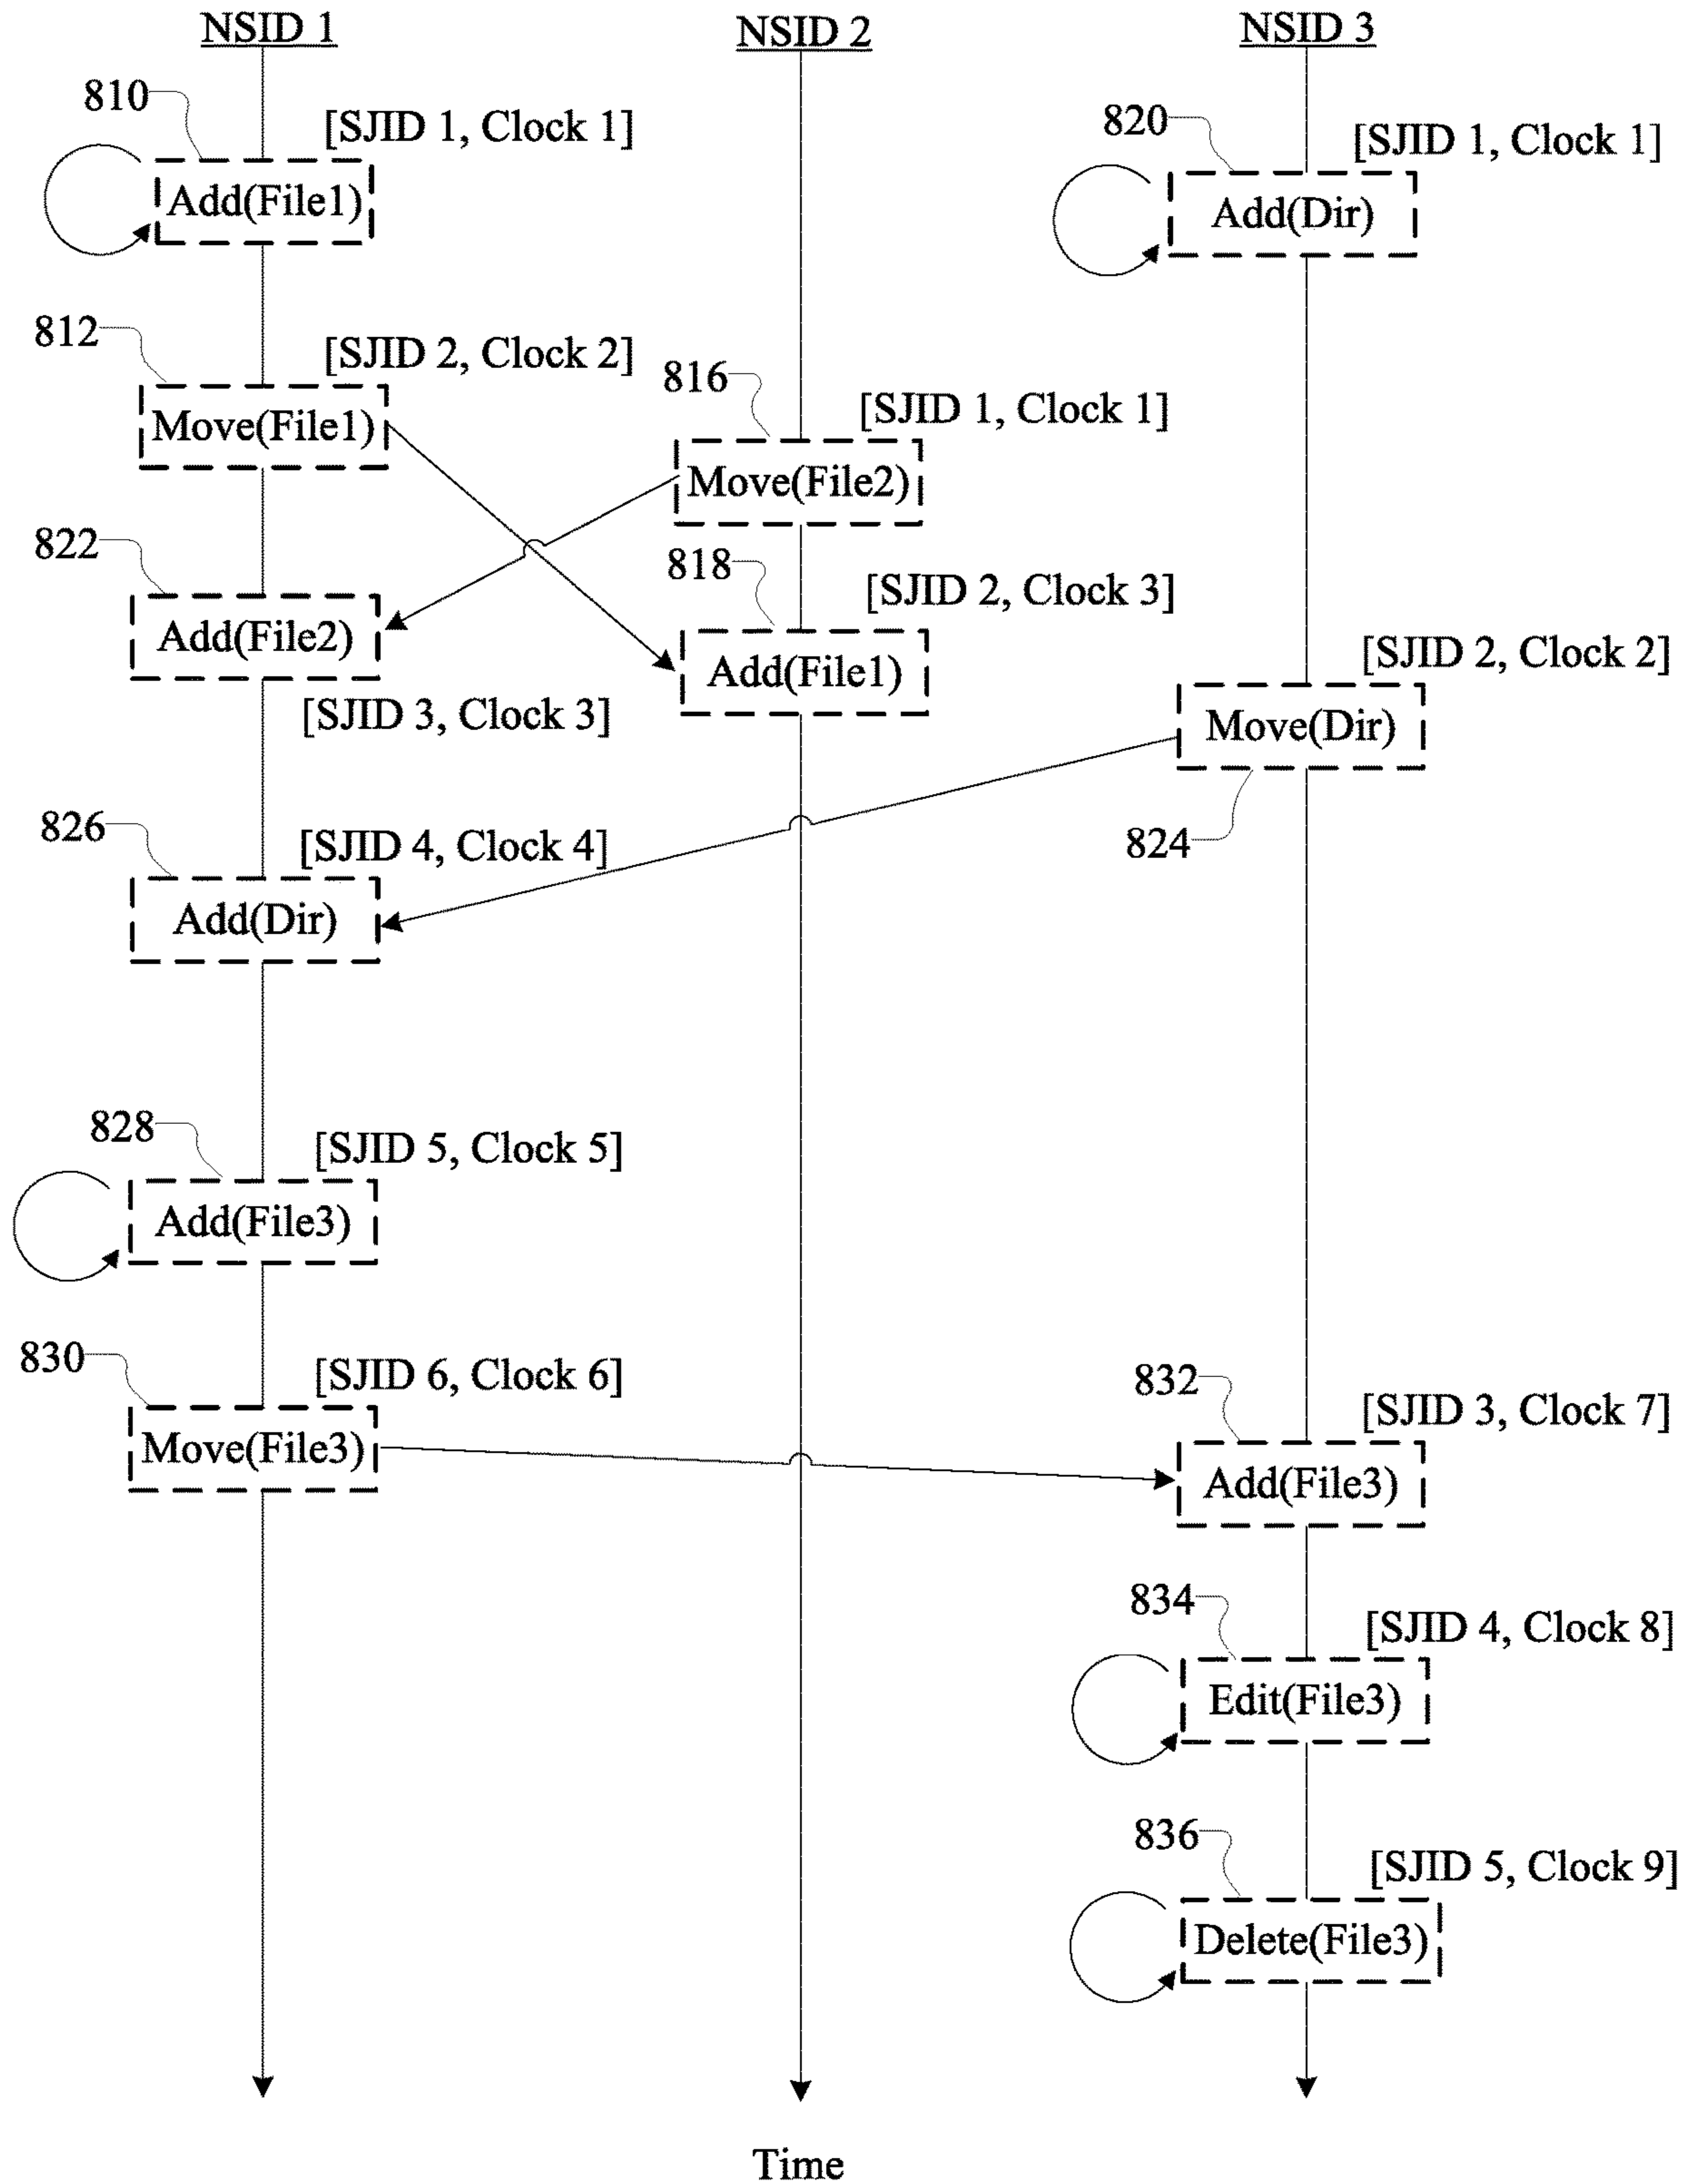 NSID 1
NSID 2
NSID 3
810
[SJID 1, Clock 1]
Add(File1)
820
[SJID 1, Clock 1]
Add(Dir)
812
[SJID 2, Clock 2]
Move(File1)
816
[SJID 1, Clock 1]
Move(File2)
822
Add(File2)
[SJID 3, Clock 3]
818
[SJID 2, Clock 3]
Add(File1)
[SJID 2, Clock 2]
Move(Dir)
824
826
[SJID 4, Clock 4]
Add(Dir)
828
[SJID 5, Clock 5]
Add(File3)
830
[SJID 6, Clock 6]
Move(File3)
832
[SJID 3, Clock 7]
Add(File3)
834
[SJID 4, Clock 8]
Edit(File3)
836
[SJID 5, Clock 9]
Delete(File3)
Time